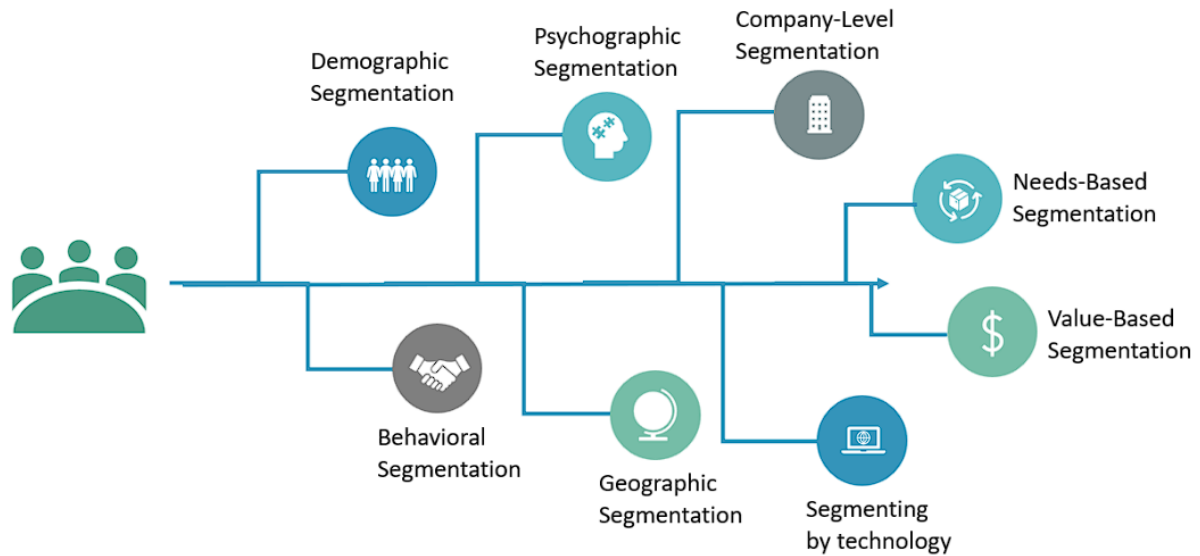 Demographic
Segmentation
Psychographic
Segmentation
Company-Level
Segmentation
Needs-Based
Segmentation
Value-Based
Segmentation
Behavioral
Segmentation
Geographic
Segmentation
Segmenting
by technology
$